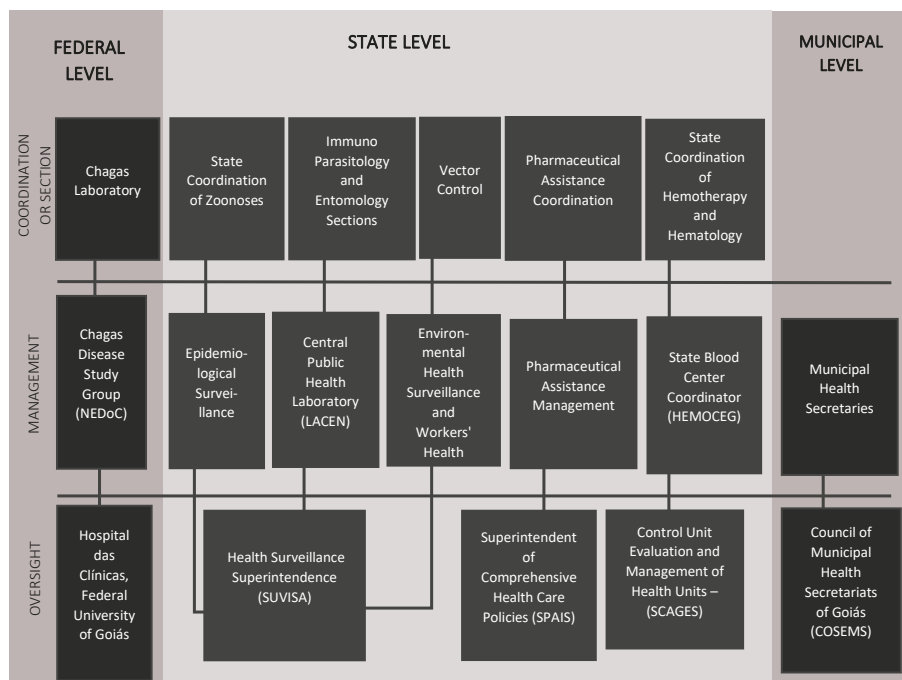 FEDERAL
LEVEL
STATE LEVEL
MUNICIPAL
LEVEL
COORDINATION
OR SECTION
Chagas
Laboratory
State
Coordination
of Zoonoses
Immuno
Parasitology
and
Entomology
Sections
Vector
Control
Pharmaceutical
Assistance
Coordination
State
Coordination
of
Hemotherapy
and
Hematology
MANAGEMENT
Chagas
Disease
Study
Group
(NEDoC)
Epidemio-
logical
Survei-
llance
Central
Public
Health
Laboratory
(LACEN)
Environ-
mental
Health
Surveillance
and
Workers'
Health
Pharmaceutical
Assistance
Management
State Blood
Center
Coordinator
(HEMOCEG)
Municipal
Health
Secretaries
OVERSIGHT
Hospital
das
Clínicas,
Federal
University
of Goiás
Health Surveillance
Superintendence
(SUVISA)
Superintendent
of
Comprehensive
Health Care
Policies (SPAIS)
Control Unit
Evaluation and
Management of
Health Units –
(SCAGES)
Council of
Municipal
Health
Secretariats
of Goiás
(COSEMS)